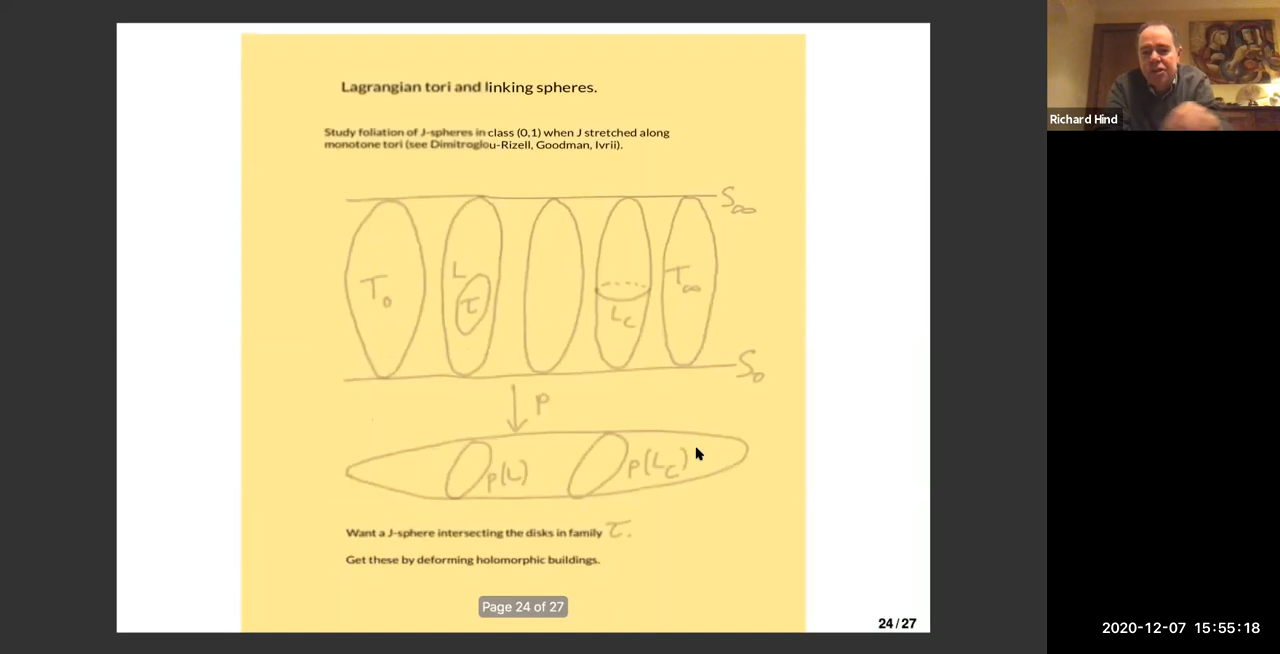 Lagrangian tori and linking spheres.
Study foliation of J-spheres in class (0,1) when J stretched along
monotone tori (see Dimitroglou-Rizell, Goodman, Ivrii).
S∞
T₀
L
τ
L_C
T∞
S₀
P
P(L)
P(L_C)
Want a J-sphere intersecting the disks in family τ.
Get these by deforming holomorphic buildings.
Page 24 of 27
24/27
Richard Hind
2020-12-07 15:55:18